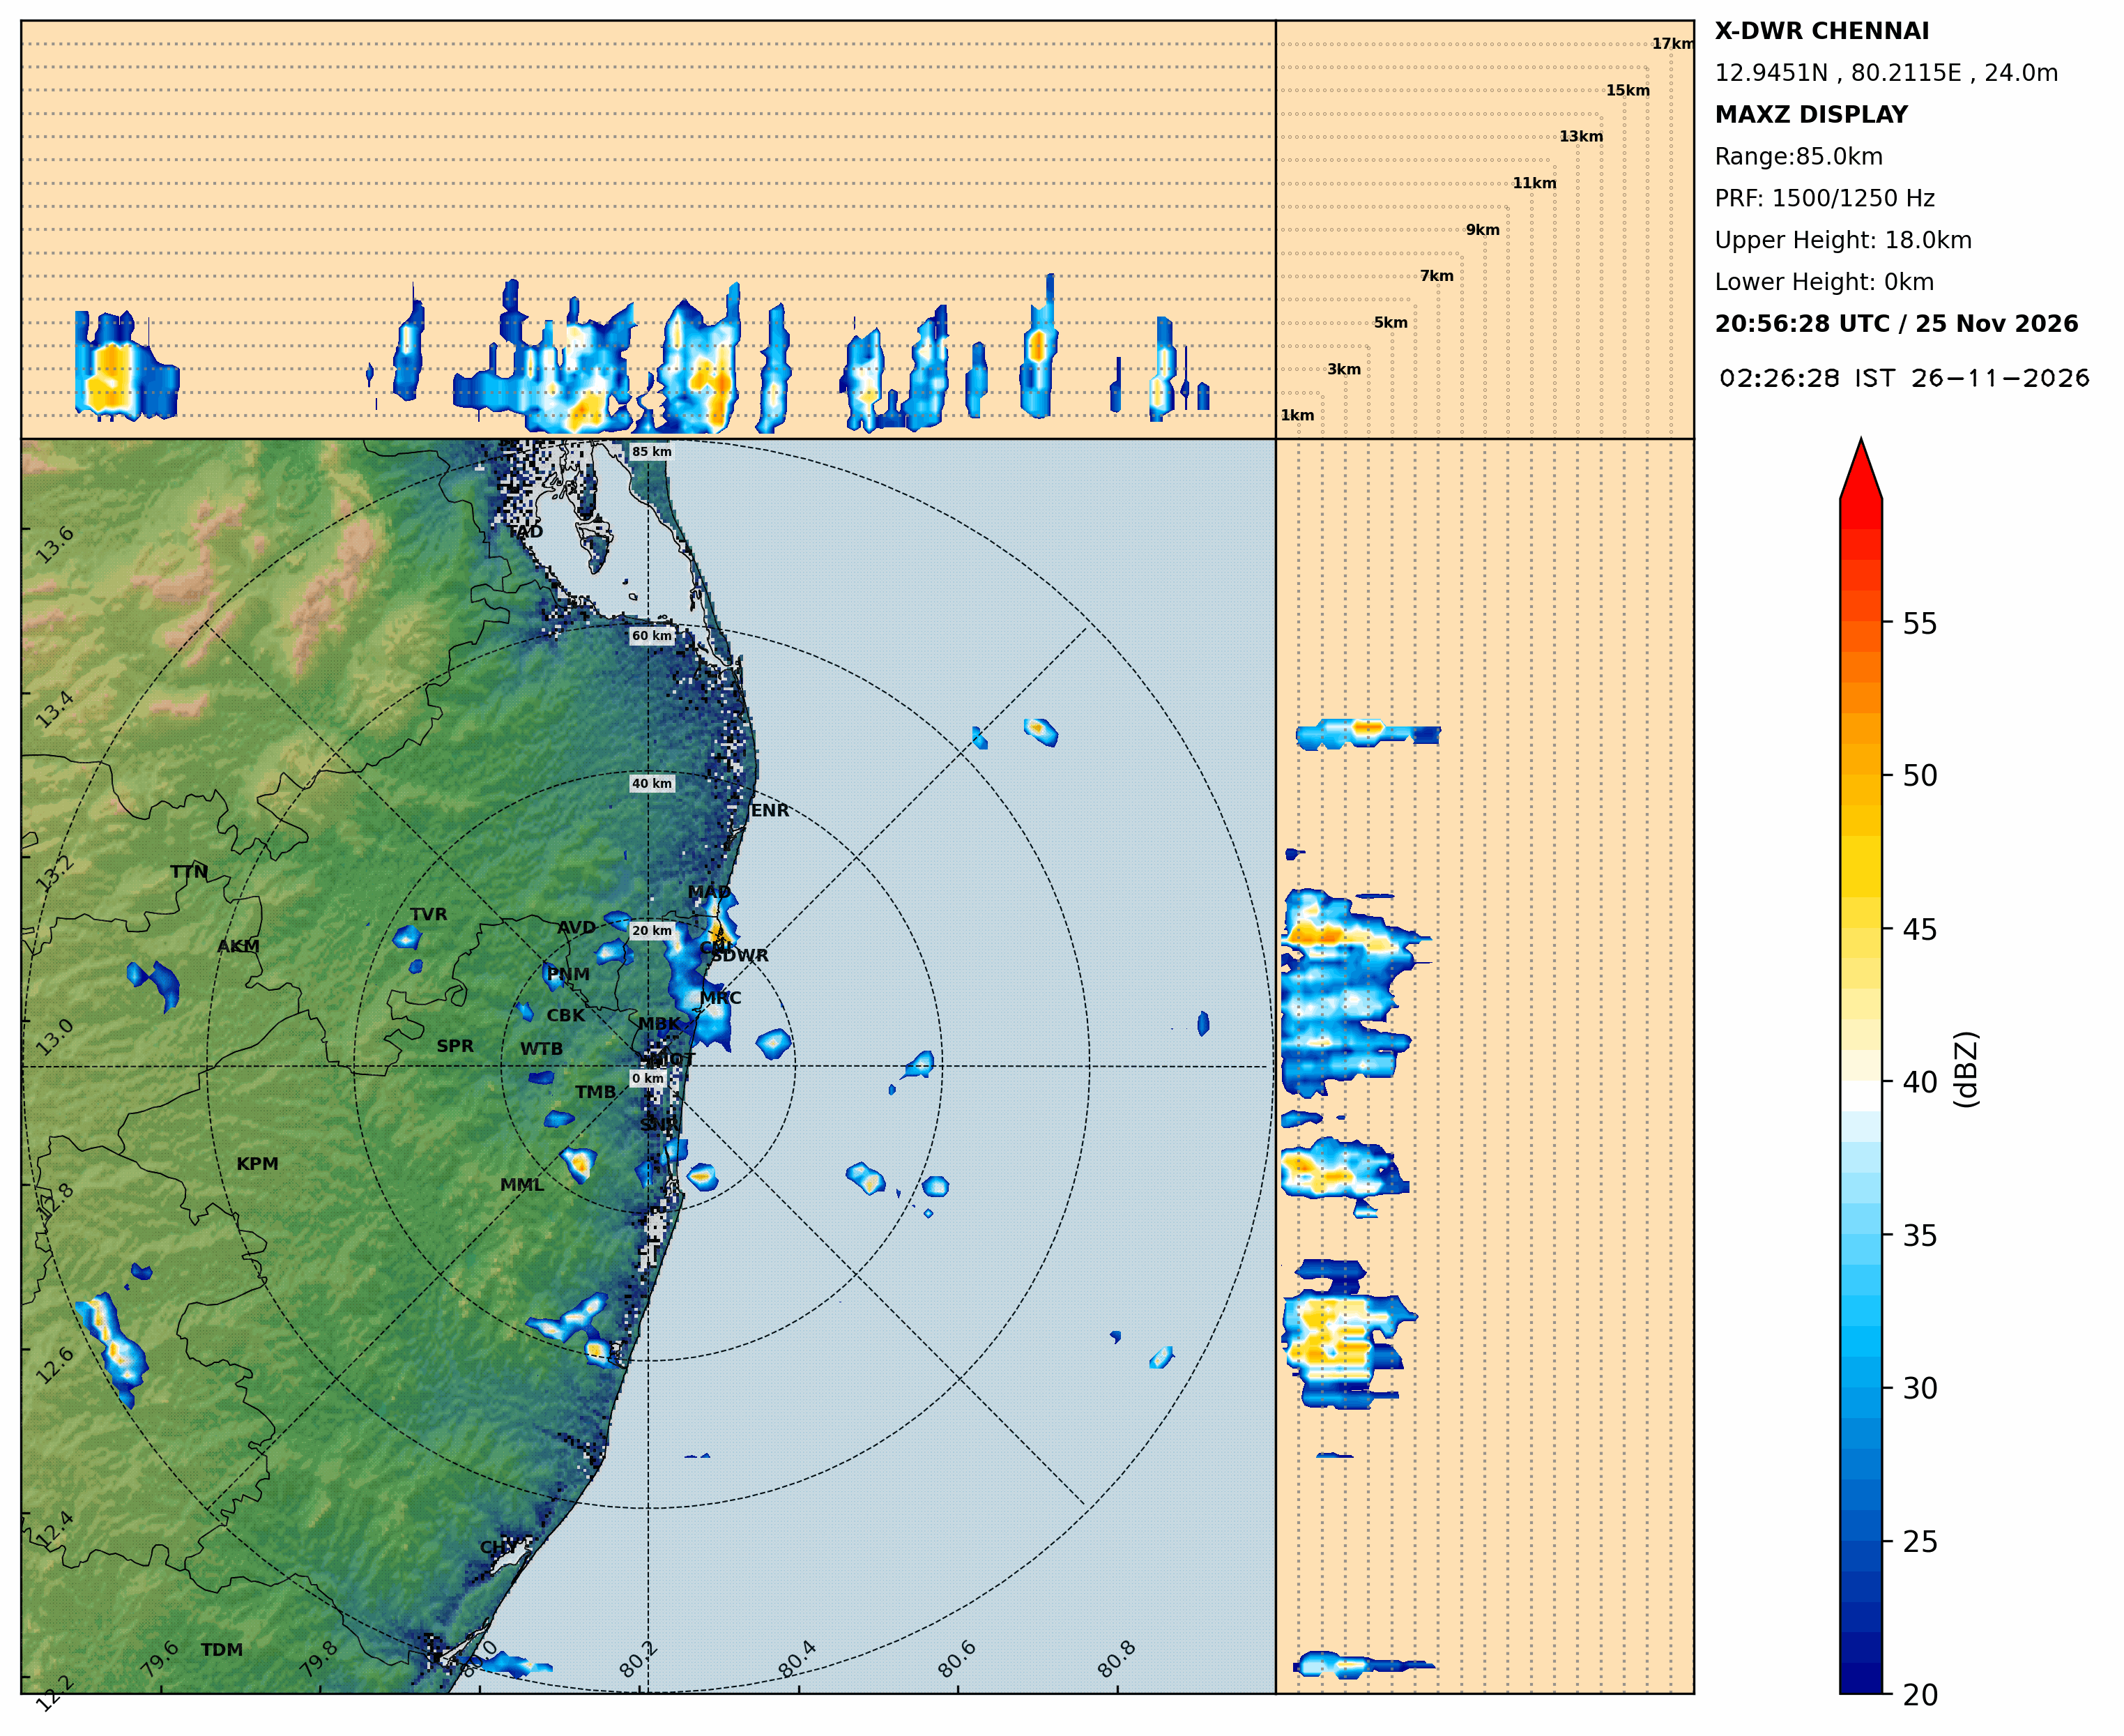 X-DWR CHENNAI
12.9451N , 80.2115E , 24.0m
MAXZ DISPLAY
Range:85.0km
PRF: 1500/1250 Hz
Upper Height: 18.0km
Lower Height: 0km
20:56:28 UTC / 25 Nov 2026
02:26:28 IST 26-11-2026
17km
15km
13km
11km
9km
7km
5km
3km
1km
85 km
TAD
13.6
60 km
13.4
40 km
ENR
13.2
TTN
MAD
TVR
AVD
20 km
AKM
CNI
SDWR
PNM
MRC
CBK
MBK
13.0
SPR
WTB
0 km
TMB
SNR
KPM
MML
12.8
12.6
12.4
CHY
TDM
12.2
79.6
79.8
80.0
80.2
80.4
80.6
80.8
55
50
45
40
35
30
25
20
(dBZ)